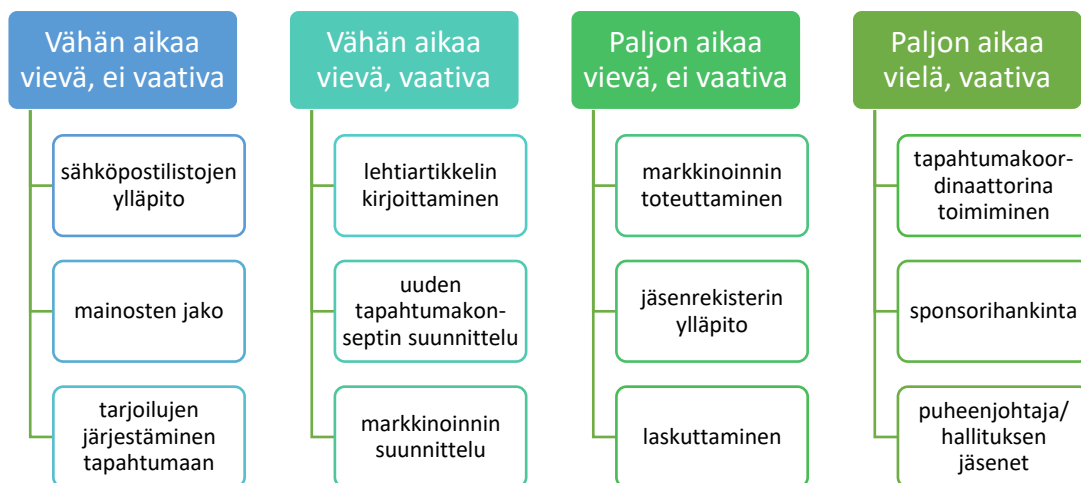 Vähän aikaa
vievä, ei vaativa
sähköpostilistojen
ylläpito
mainosten jako
tarjoilujen
järjestäminen
tapahtumaan
Vähän aikaa
vievä, vaativa
lehtiartikkelin
kirjoittaminen
uuden
tapahtumakon-
septin suunnittelu
markkinoinnin
suunnittelu
Paljon aikaa
vievä, ei vaativa
markkinoinnin
toteuttaminen
jäsenrekisterin
ylläpito
laskuttaminen
Paljon aikaa
vielä, vaativa
tapahtumakoor-
dinaattorina
toimiminen
sponsorihankinta
puheenjohtaja/
hallituksen
jäsenet